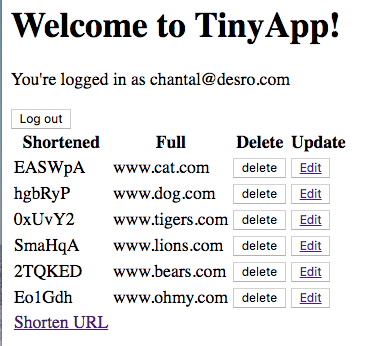 Welcome to TinyApp!
You're logged in as chantal@desro.com
Log out
Shortened Full Delete Update
EASWpA www.cat.com delete Edit
hgbRyP www.dog.com delete Edit
0xUvY2 www.tigers.com delete Edit
SmaHqA www.lions.com delete Edit
2TQKED www.bears.com delete Edit
Eo1Gdh www.ohmy.com delete Edit
Shorten URL